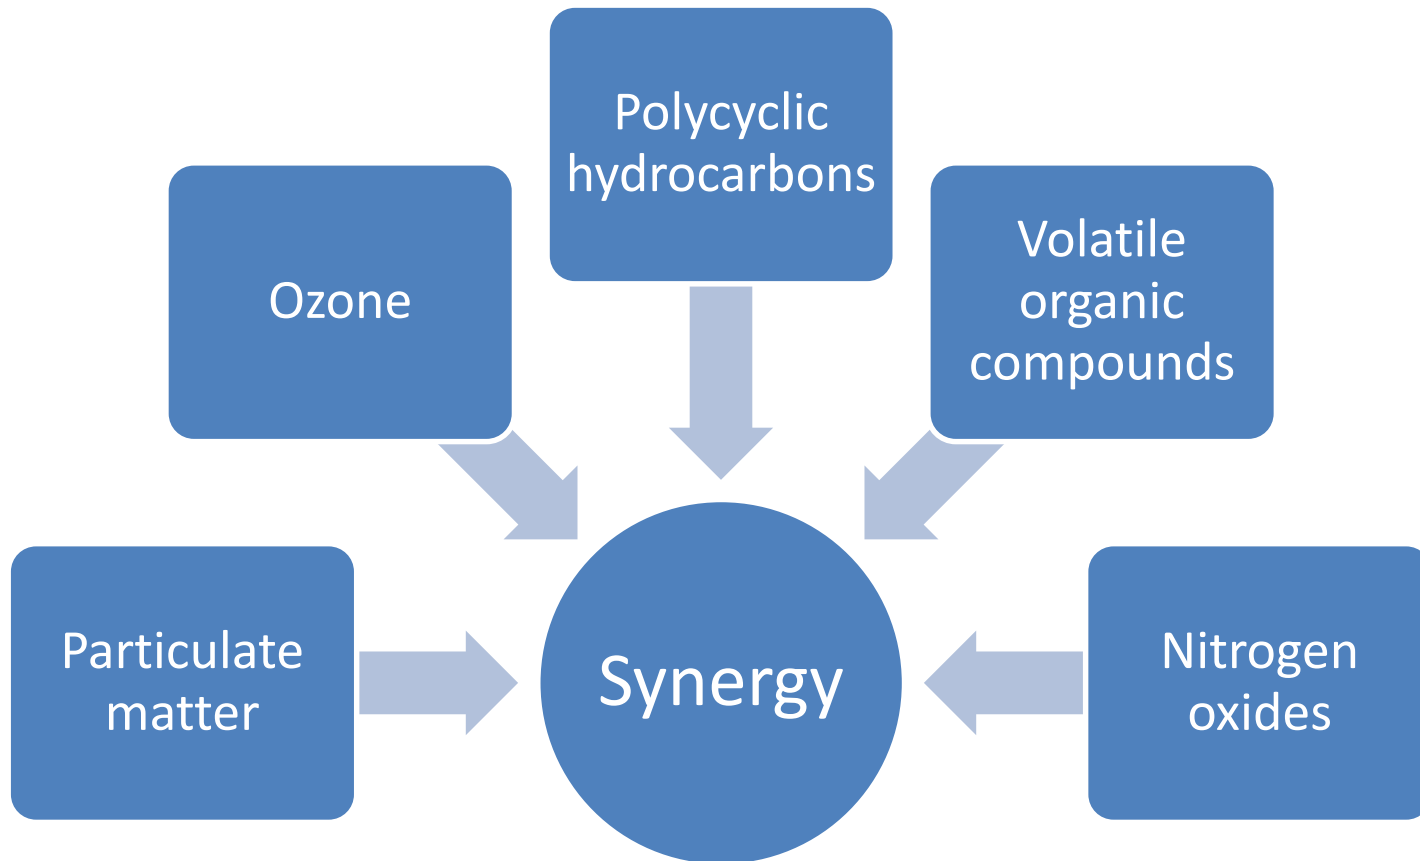 Polycyclic
hydrocarbons
Ozone
Volatile
organic
compounds
Particulate
matter
Synergy
Nitrogen
oxides